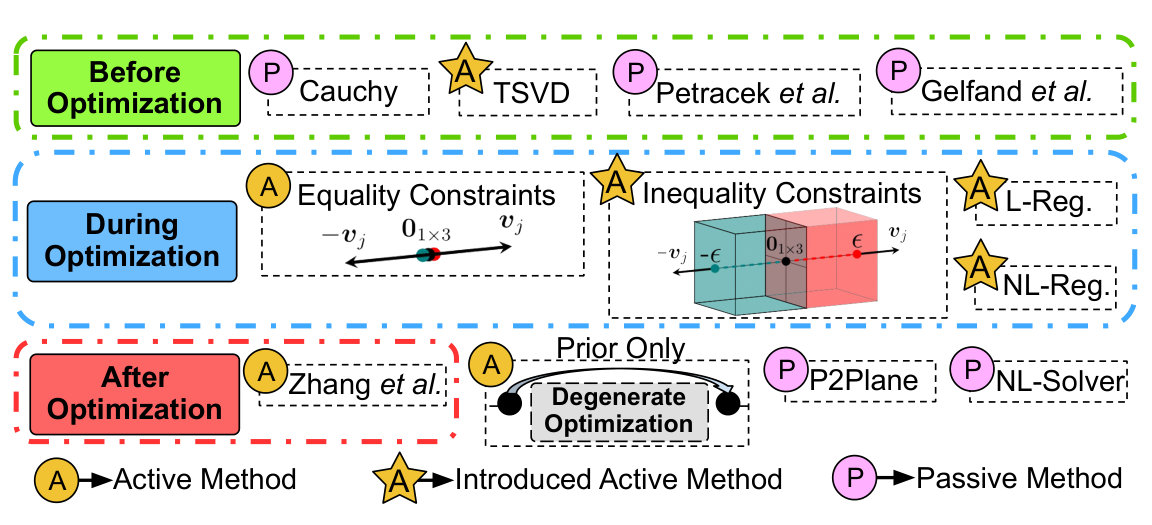 Before
Optimization
P Cauchy
A TSVD
P Petracek et al.
P Gelfand et al.
During
Optimization
A Equality Constraints
-v_j 0_{1×3} v_j
A Inequality Constraints
-v_j -ϵ 0_{1×3} ϵ v_j
A L-Reg.
A NL-Reg.
After
Optimization
A Zhang et al.
A Prior Only
Degenerate
Optimization
P P2Plane
P NL-Solver
A Active Method
A Introduced Active Method
P Passive Method